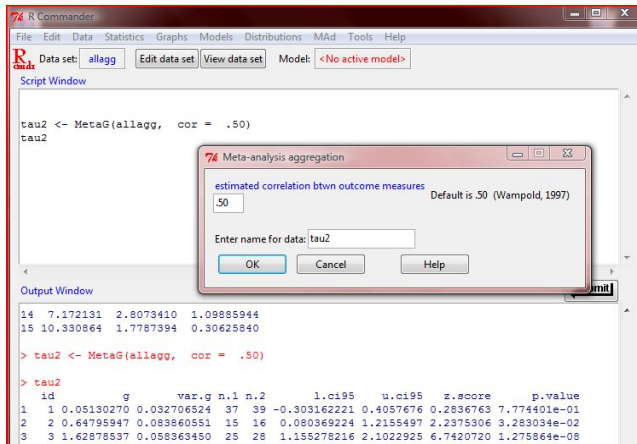 R Commander
File Edit Data Statistics Graphs Models Distributions MAd Tools Help
R cmdr Data set: allagg Edit data set View data set Model: <No active model>
Script Window
tau2 <- MetaG(allagg, cor = .50)
tau2
Meta-analysis aggregation
estimated correlation btwn outcome measures
.50 Default is .50 (Wampold, 1997)
Enter name for data: tau2
OK Cancel Help
Output Window
14 7.172131 2.8073410 1.09885944
15 10.330864 1.7787394 0.30625840
> tau2 <- MetaG(allagg, cor = .50)
> tau2
id g var.g n.1 n.2 l.ci95 u.ci95 z.score p.value
1 1 0.05130270 0.032706524 37 39 -0.303162221 0.4057676 0.2836763 7.774401e-01
2 2 0.64795947 0.083860551 15 16 0.080369224 1.2155497 2.2375306 3.283034e-02
3 3 1.62878537 0.058363450 25 28 1.155278216 2.1022925 6.7420720 1.275864e-08